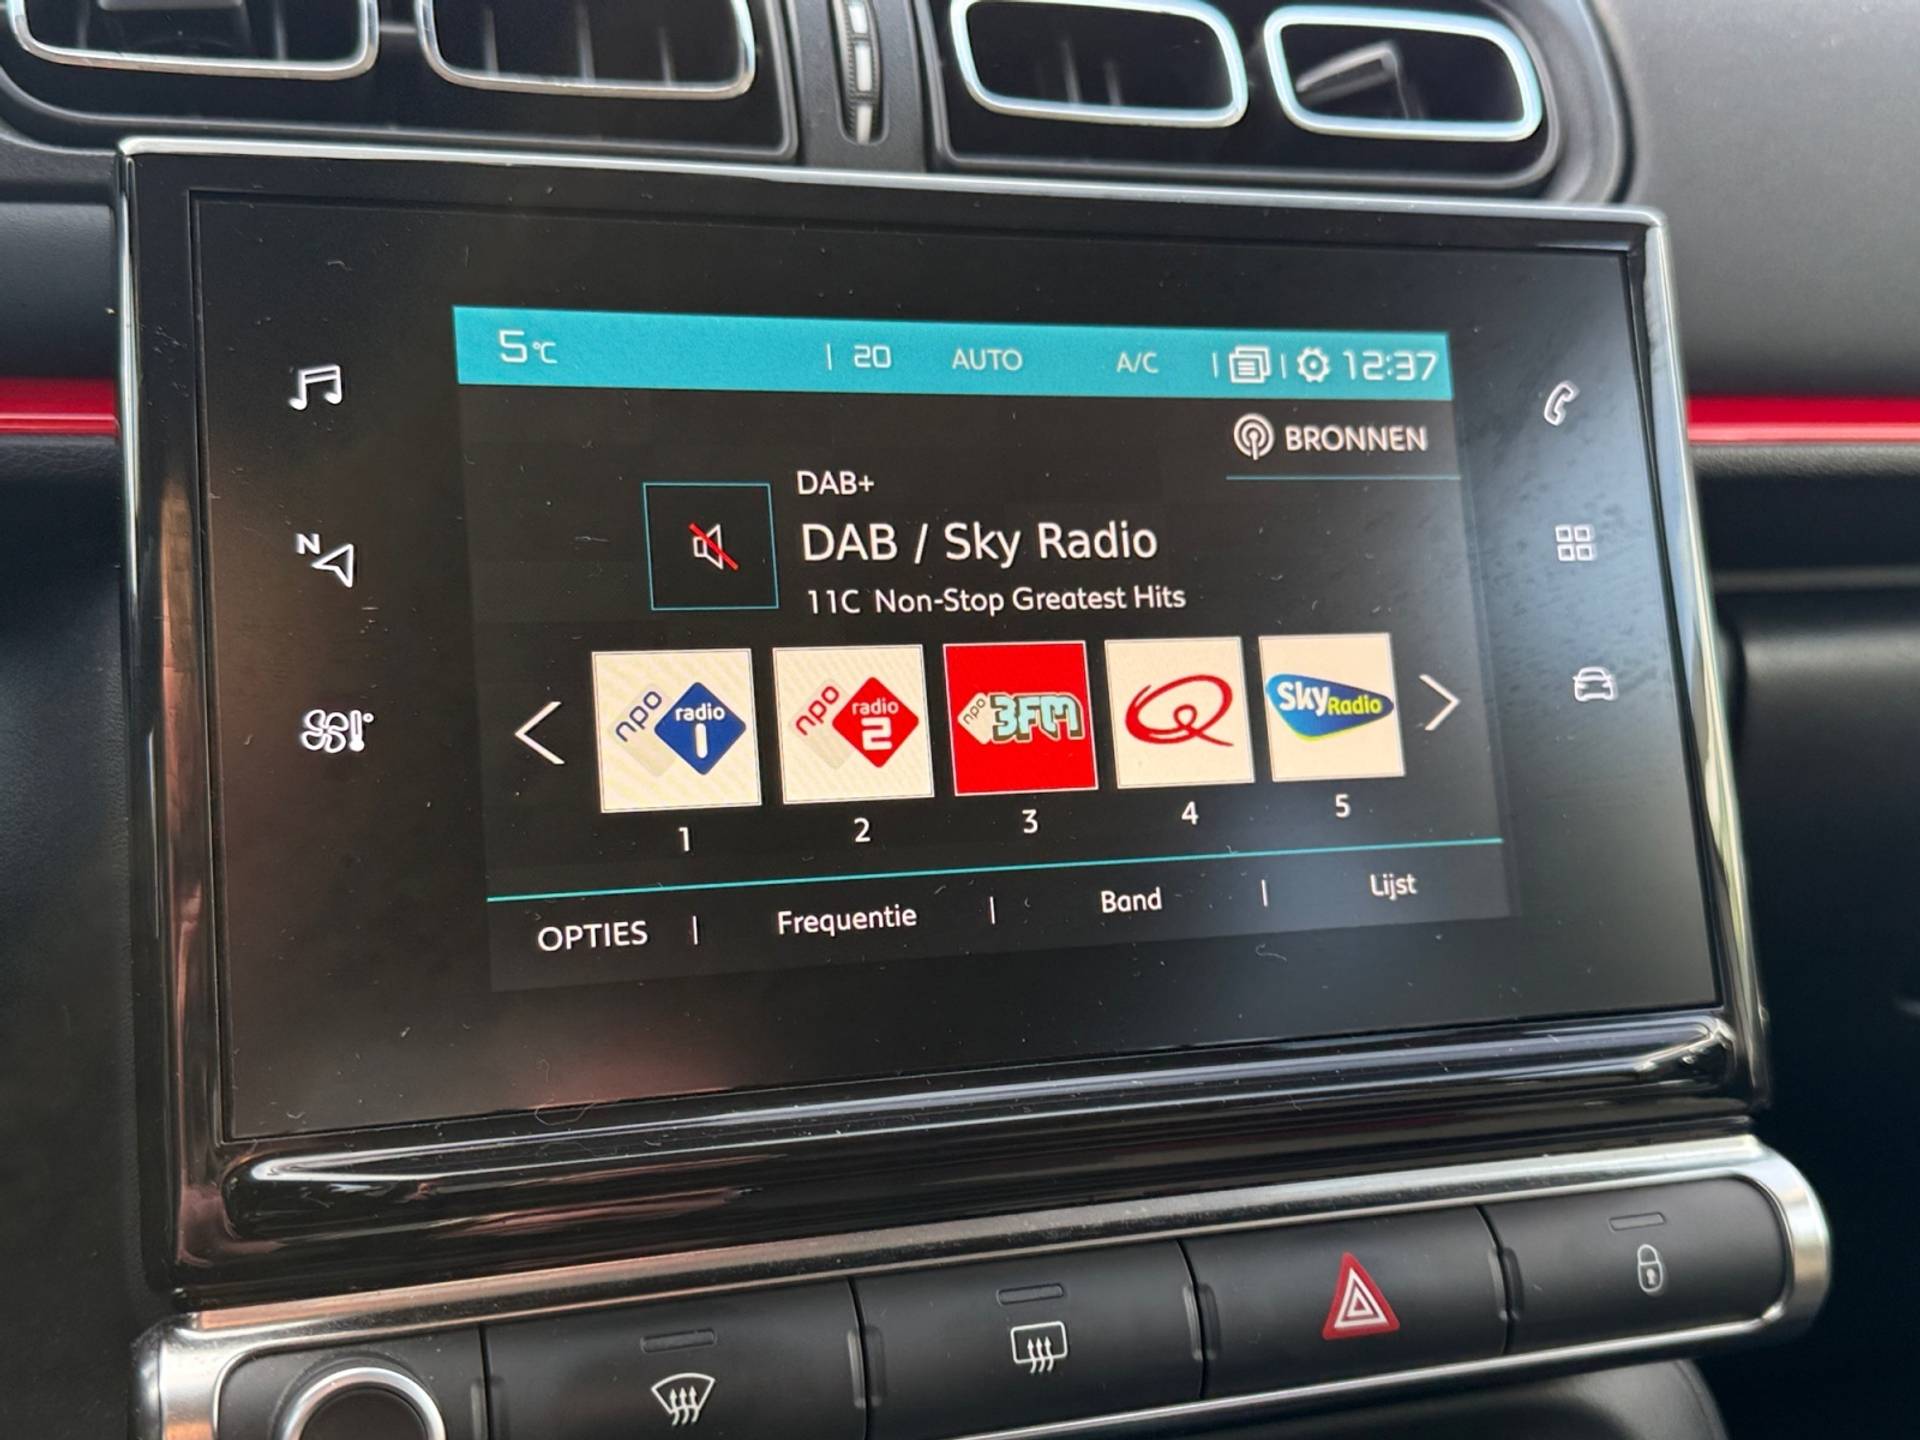 5°C | 20 AUTO A/C | | 12:37
BRONNEN
DAB+
DAB / Sky Radio
11C Non-Stop Greatest Hits
N
npo radio 1
npo radio 2
npo 3FM
Q
Sky Radio
1 2 3 4 5
OPTIES | Frequentie | Band | Lijst